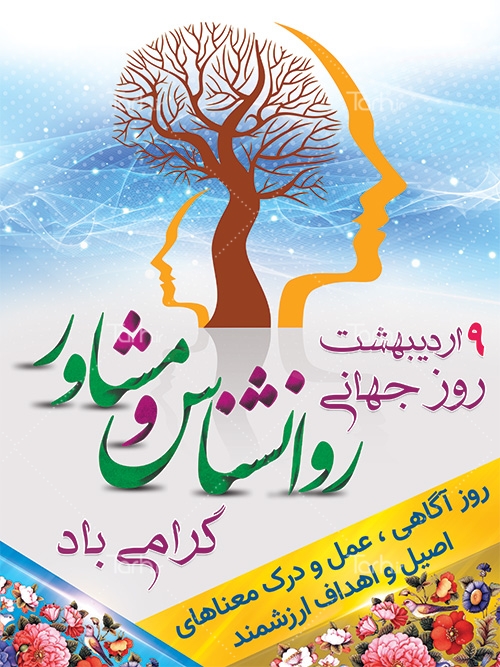 ۹ اردیبهشت
روز جهانی
روانشناس و مشاور
گرامی باد
روز آگاهی ، عمل و درک معناهای
اصیل و اهداف ارزشمند